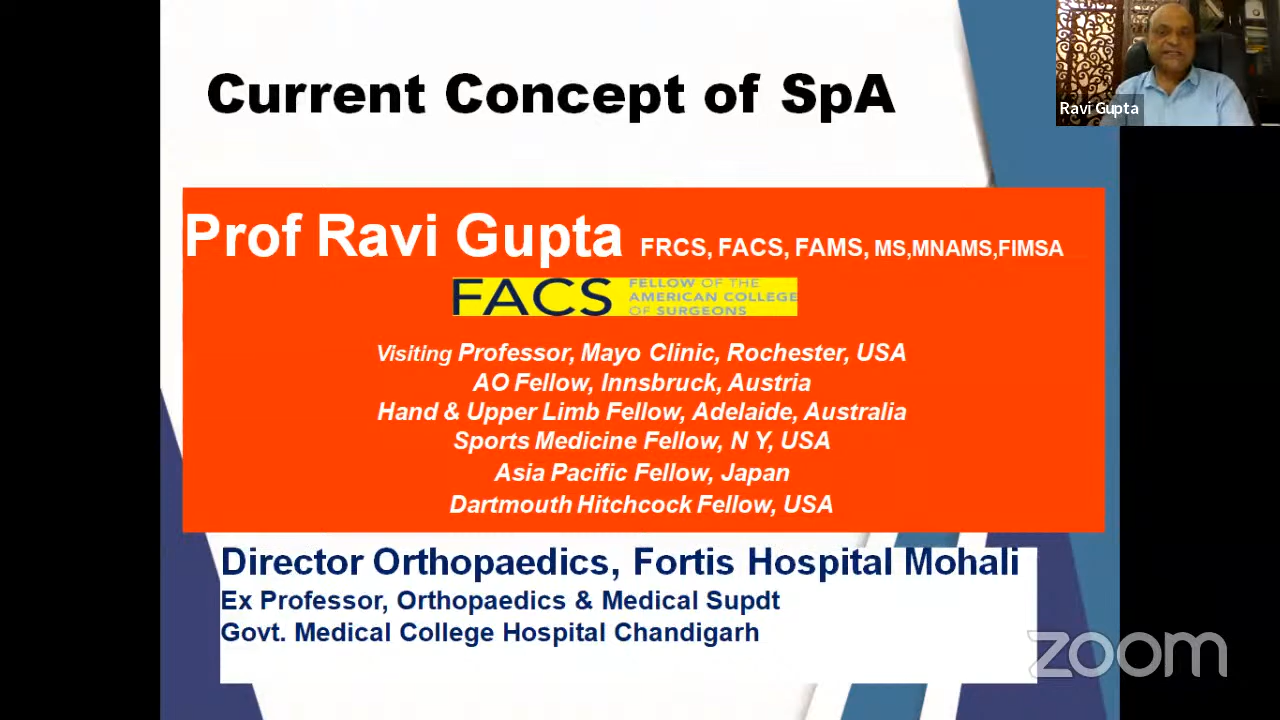 Current Concept of SpA
Ravi Gupta
Prof Ravi Gupta FRCS, FACS, FAMS, MS,MNAMS,FIMSA
FACS
FELLOW OF THE
AMERICAN COLLEGE
OF SURGEONS
Visiting Professor, Mayo Clinic, Rochester, USA
AO Fellow, Innsbruck, Austria
Hand & Upper Limb Fellow, Adelaide, Australia
Sports Medicine Fellow, N Y, USA
Asia Pacific Fellow, Japan
Dartmouth Hitchcock Fellow, USA
Director Orthopaedics, Fortis Hospital Mohali
Ex Professor, Orthopaedics & Medical Supdt
Govt. Medical College Hospital Chandigarh
zoom